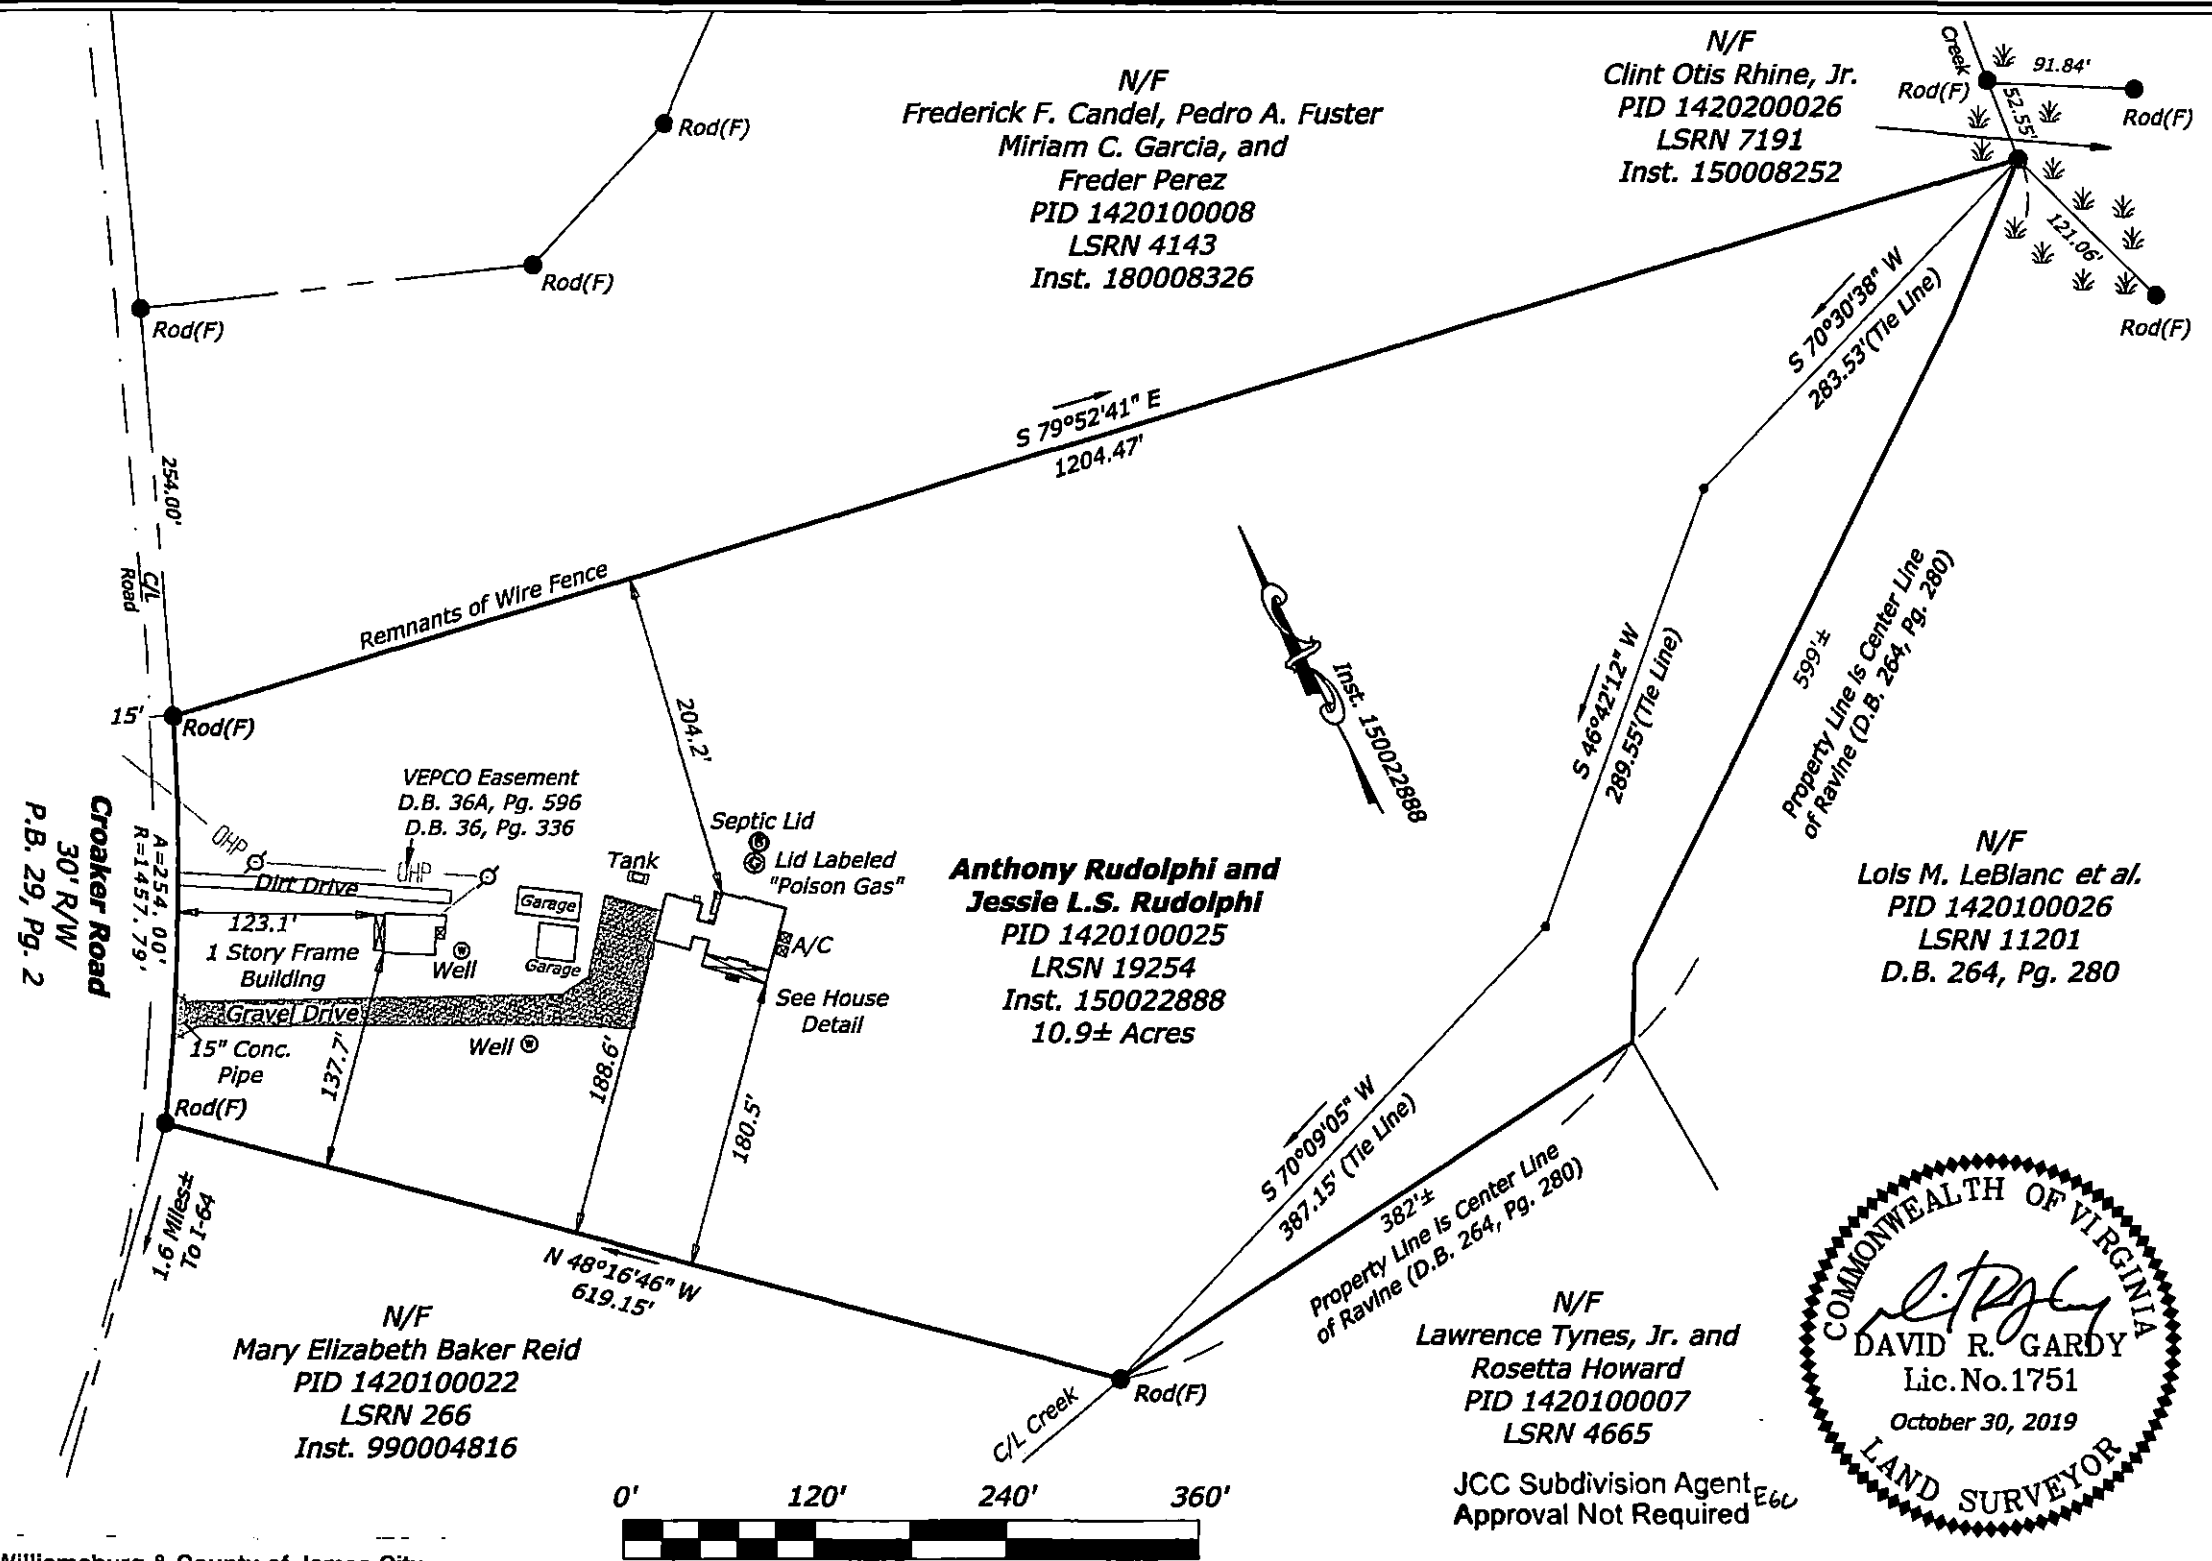 N/F
Frederick F. Candel, Pedro A. Fuster
Miriam C. Garcia, and
Freder Perez
PID 1420100008
LSRN 4143
Inst. 180008326
N/F
Clint Otis Rhine, Jr.
PID 1420200026
LSRN 7191
Inst. 150008252
Creek
Rod(F)
91.84'
52.55'
Rod(F)
121.06'
Rod(F)
Rod(F)
Rod(F)
Rod(F)
S 70°30'38" W
283.53'(Tie Line)
S 79°52'41" E
1204.47'
254.00'
C/L
Road
Remnants of Wire Fence
15'
Rod(F)
204.2'
Inst. 150022888
S 46°42'12" W
289.55'(Tie Line)
599'±
Property Line is Center Line
of Ravine (D.B. 264, Pg. 280)
Croaker Road
30' R/W
P.B. 29, Pg. 2
A=254.00'
R=1457.79'
VEPCO Easement
D.B. 36A, Pg. 596
D.B. 36, Pg. 336
OHP
OHP
Dirt Drive
123.1'
1 Story Frame
Building
Well
Garage
Garage
Tank
Septic Lid
Lid Labeled
"Poison Gas"
A/C
See House
Detail
Gravel Drive
15" Conc.
Pipe
Well
137.7'
188.6'
180.5'
Anthony Rudolphi and
Jessie L.S. Rudolphi
PID 1420100025
LRSN 19254
Inst. 150022888
10.9± Acres
N/F
Lois M. LeBlanc et al.
PID 1420100026
LSRN 11201
D.B. 264, Pg. 280
Rod(F)
1.6 Miles±
To I-64
N 48°16'46" W
619.15'
S 70°09'05" W
387.15' (Tie Line)
382'±
Property Line is Center Line
of Ravine (D.B. 264, Pg. 280)
Rod(F)
C/L Creek
N/F
Mary Elizabeth Baker Reid
PID 1420100022
LSRN 266
Inst. 990004816
N/F
Lawrence Tynes, Jr. and
Rosetta Howard
PID 1420100007
LSRN 4665
JCC Subdivision Agent EGC
Approval Not Required
COMMONWEALTH OF VIRGINIA
DAVID R. GARDY
Lic. No. 1751
October 30, 2019
LAND SURVEYOR
0' 120' 240' 360'
Williamsburg & County of James City